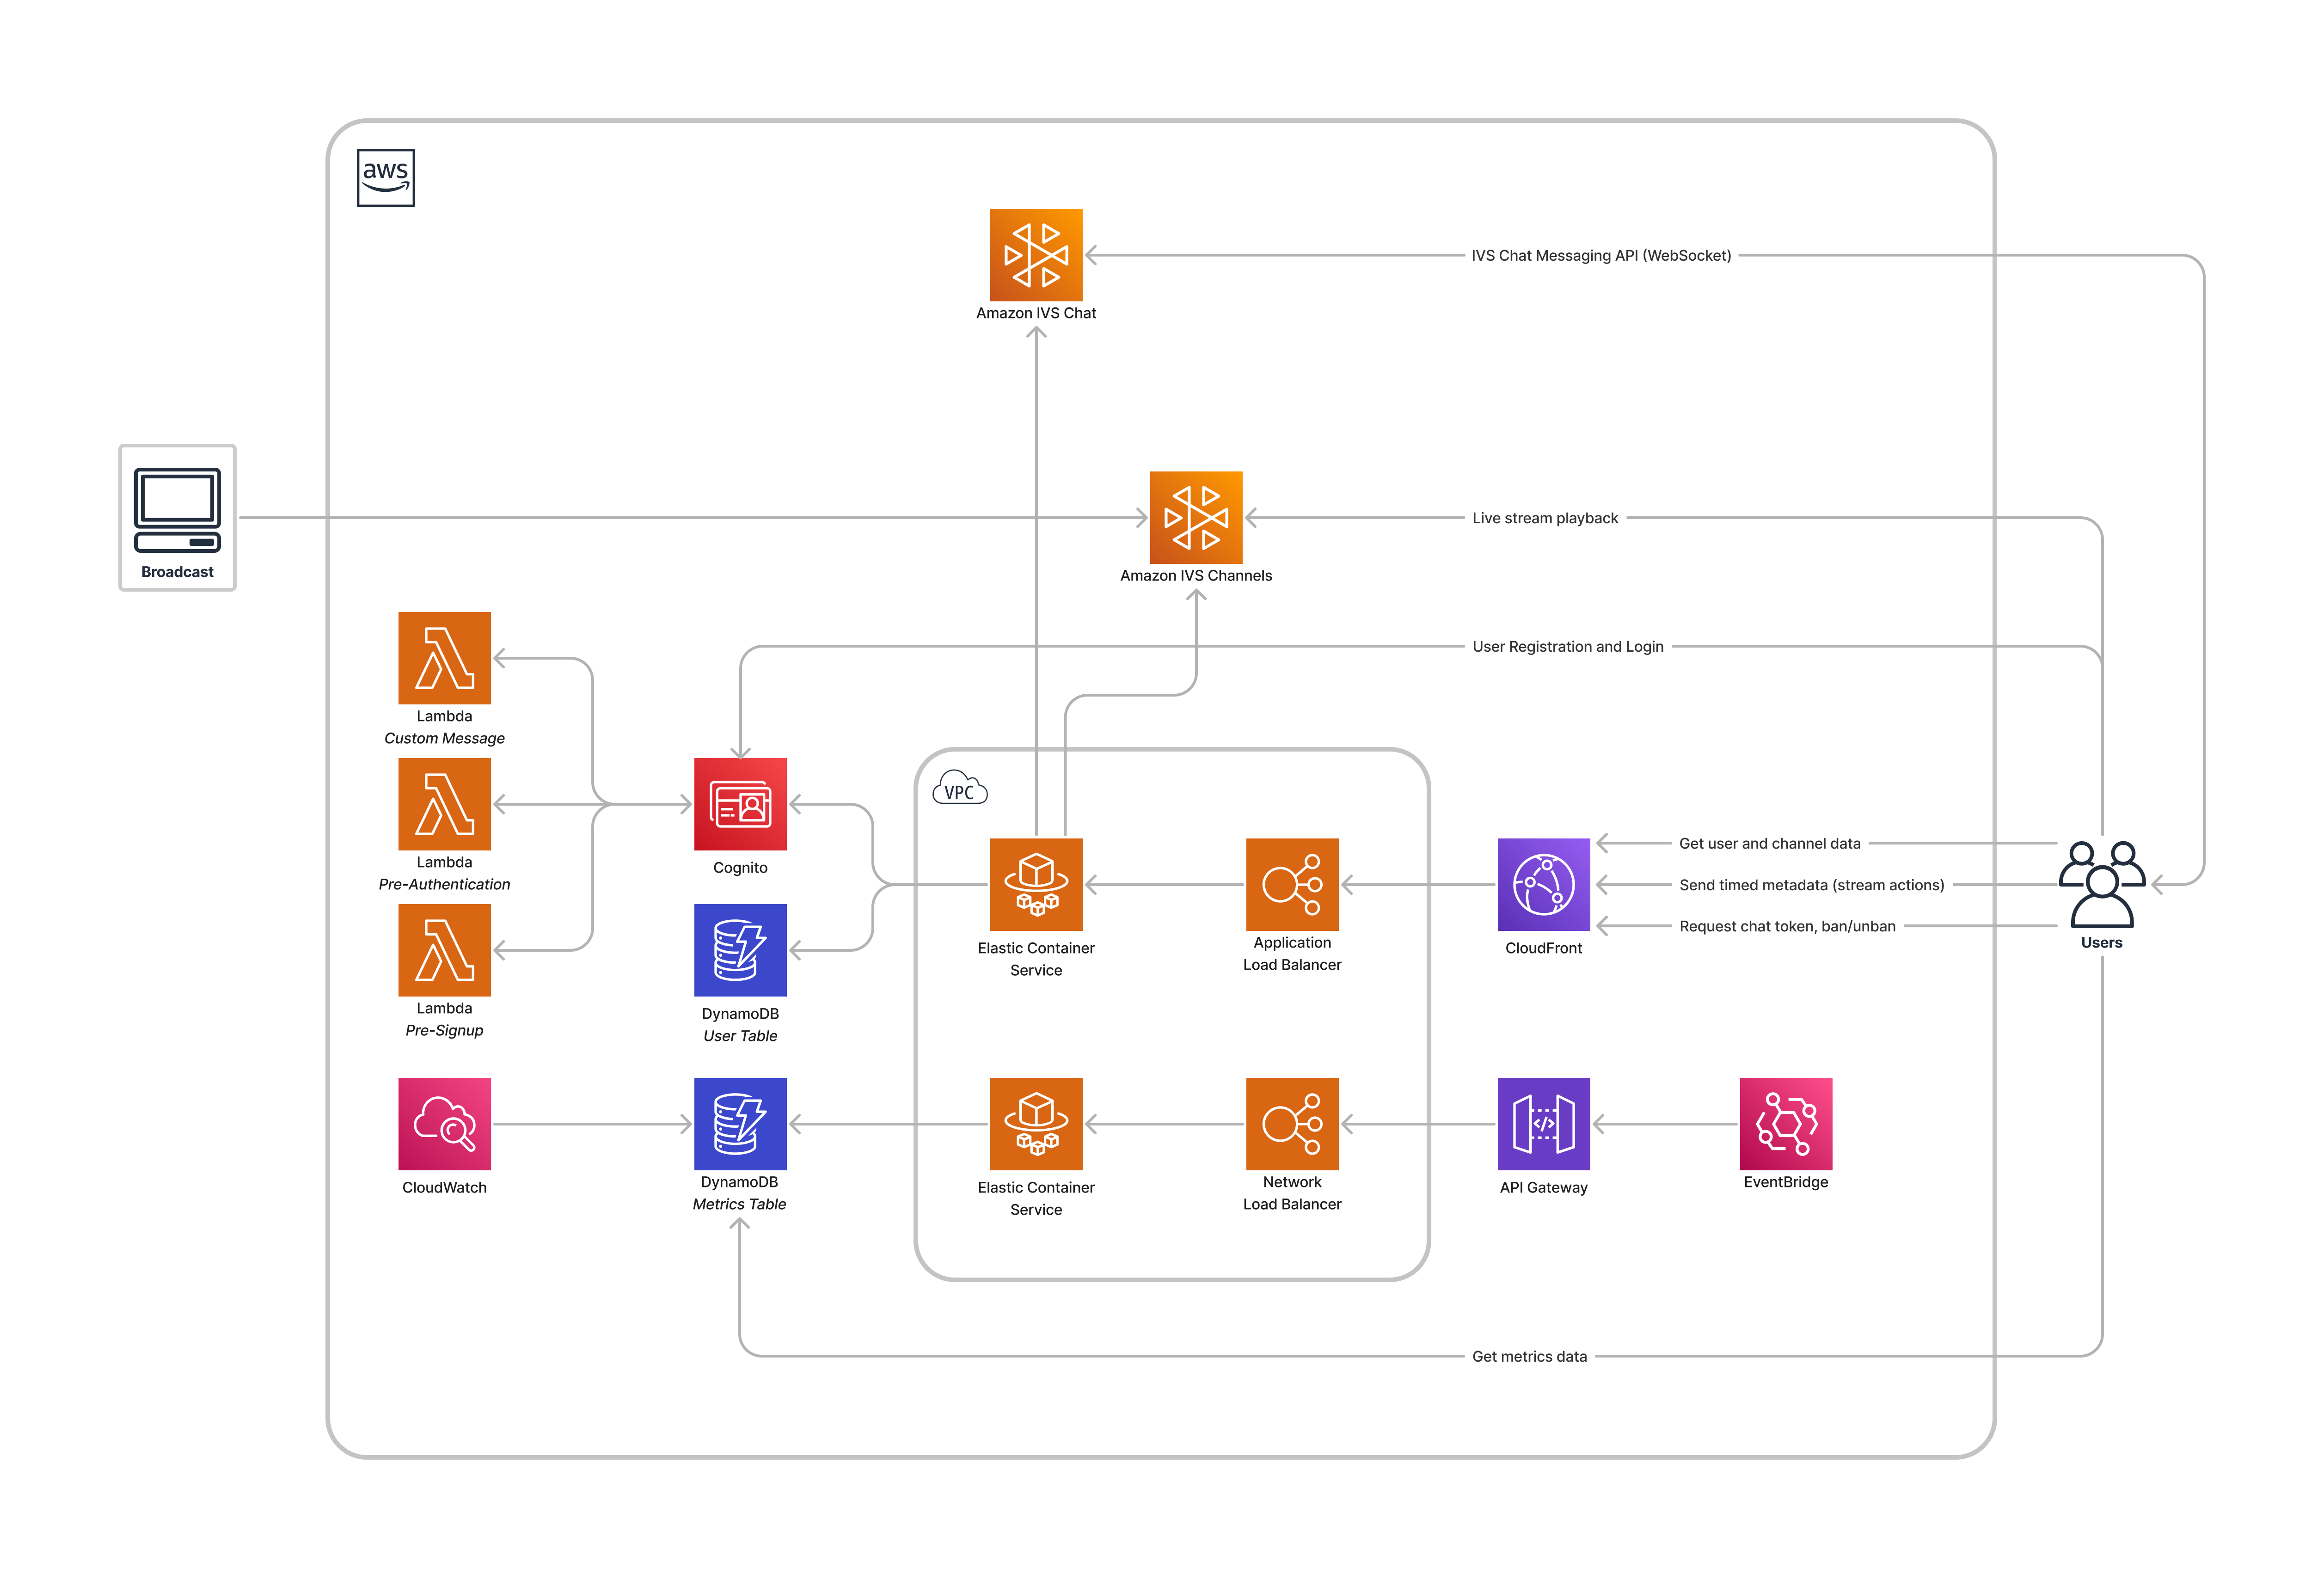 aws
IVS Chat Messaging API (WebSocket)
Amazon IVS Chat
Broadcast
Live stream playback
Amazon IVS Channels
User Registration and Login
Lambda
Custom Message
Lambda
Pre-Authentication
Lambda
Pre-Signup
Cognito
DynamoDB
User Table
VPC
Elastic Container
Service
Application
Load Balancer
CloudFront
Get user and channel data
Send timed metadata (stream actions)
Request chat token, ban/unban
Users
CloudWatch
DynamoDB
Metrics Table
Elastic Container
Service
Network
Load Balancer
</>
API Gateway
EventBridge
Get metrics data